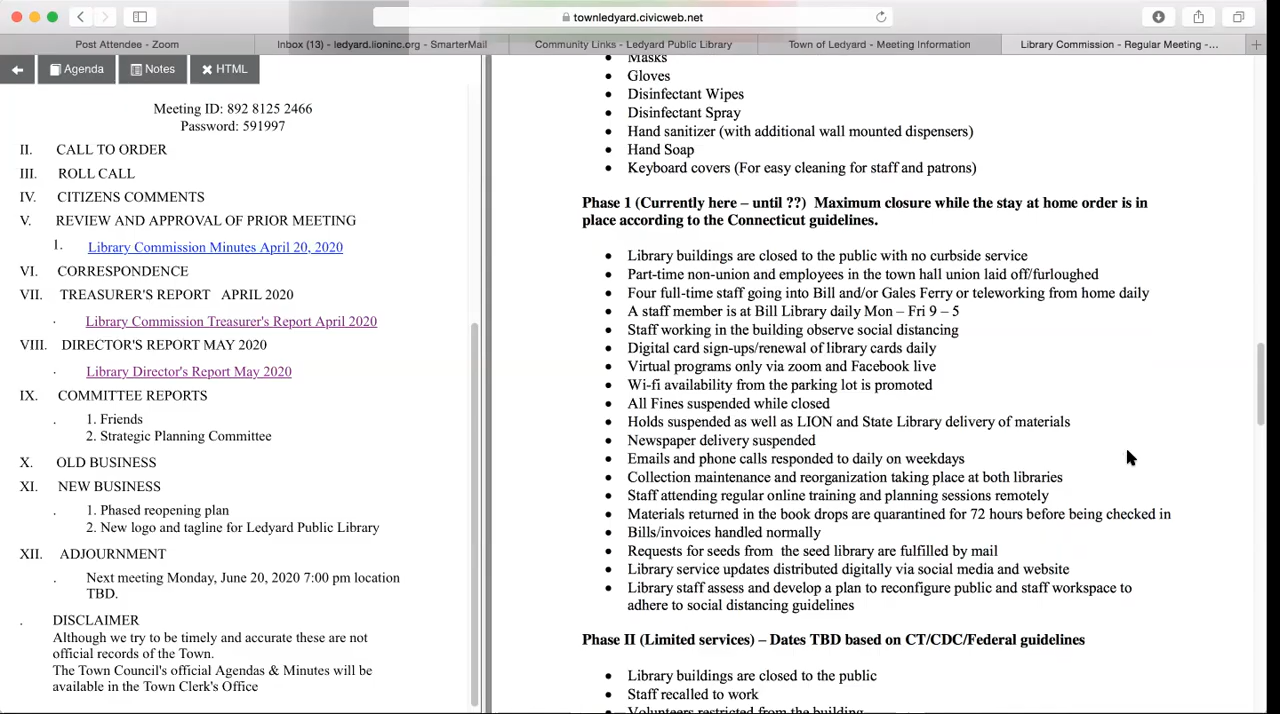 townledyard.civicweb.net
Post Attendee - Zoom
Inbox (13) - ledyard.lioninc.org - SmarterMail
Community Links - Ledyard Public Library
Town of Ledyard - Meeting Information
Library Commission - Regular Meeting -...
Agenda
Notes
HTML
Meeting ID: 892 8125 2466
Password: 591997
II. CALL TO ORDER
III. ROLL CALL
IV. CITIZENS COMMENTS
V. REVIEW AND APPROVAL OF PRIOR MEETING
I. Library Commission Minutes April 20, 2020
VI. CORRESPONDENCE
VII. TREASURER'S REPORT APRIL 2020
. Library Commission Treasurer's Report April 2020
VIII. DIRECTOR'S REPORT MAY 2020
. Library Director's Report May 2020
IX. COMMITTEE REPORTS
. 1. Friends
2. Strategic Planning Committee
X. OLD BUSINESS
XI. NEW BUSINESS
. 1. Phased reopening plan
2. New logo and tagline for Ledyard Public Library
XII. ADJOURNMENT
. Next meeting Monday, June 20, 2020 7:00 pm location
TBD.
. DISCLAIMER
Although we try to be timely and accurate these are not
official records of the Town.
The Town Council's official Agendas & Minutes will be
available in the Town Clerk's Office
• Masks
• Gloves
• Disinfectant Wipes
• Disinfectant Spray
• Hand sanitizer (with additional wall mounted dispensers)
• Hand Soap
• Keyboard covers (For easy cleaning for staff and patrons)
Phase 1 (Currently here – until ??) Maximum closure while the stay at home order is in
place according to the Connecticut guidelines.
• Library buildings are closed to the public with no curbside service
• Part-time non-union and employees in the town hall union laid off/furloughed
• Four full-time staff going into Bill and/or Gales Ferry or teleworking from home daily
• A staff member is at Bill Library daily Mon – Fri 9 – 5
• Staff working in the building observe social distancing
• Digital card sign-ups/renewal of library cards daily
• Virtual programs only via zoom and Facebook live
• Wi-fi availability from the parking lot is promoted
• All Fines suspended while closed
• Holds suspended as well as LION and State Library delivery of materials
• Newspaper delivery suspended
• Emails and phone calls responded to daily on weekdays
• Collection maintenance and reorganization taking place at both libraries
• Staff attending regular online training and planning sessions remotely
• Materials returned in the book drops are quarantined for 72 hours before being checked in
• Bills/invoices handled normally
• Requests for seeds from the seed library are fulfilled by mail
• Library service updates distributed digitally via social media and website
• Library staff assess and develop a plan to reconfigure public and staff workspace to
adhere to social distancing guidelines
Phase II (Limited services) – Dates TBD based on CT/CDC/Federal guidelines
• Library buildings are closed to the public
• Staff recalled to work
• Volunteers restricted from the building